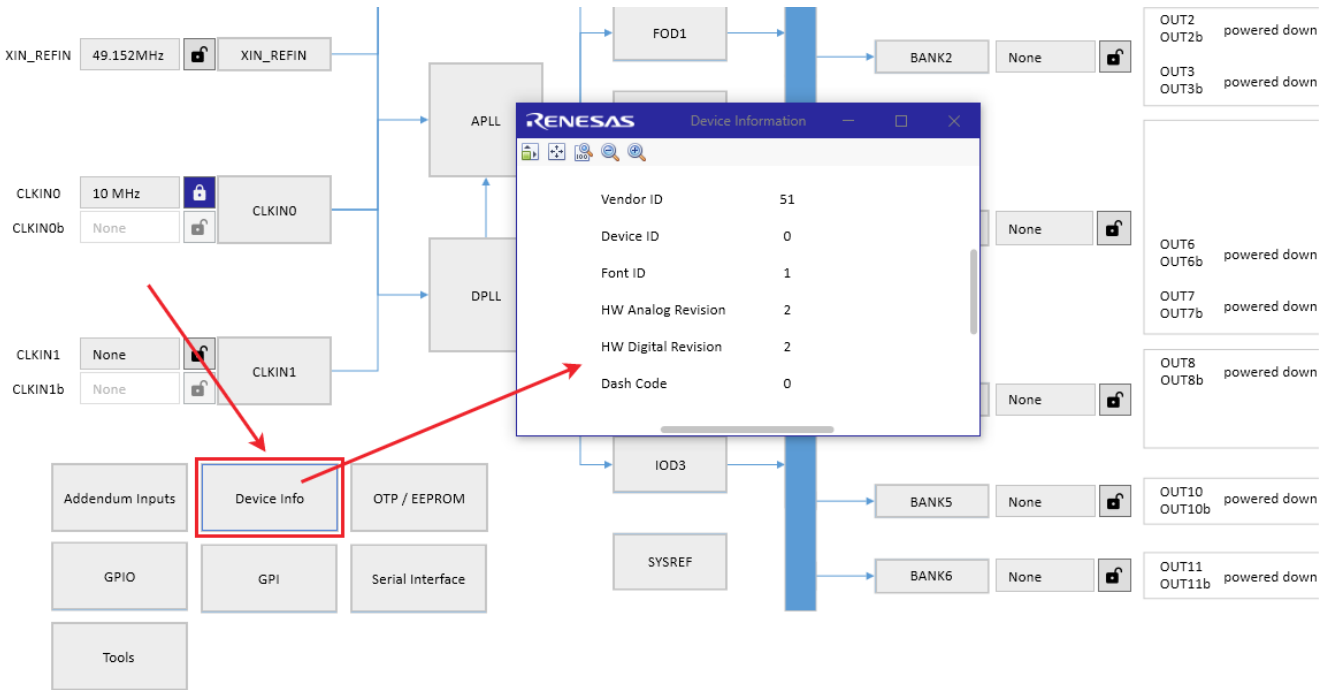 XIN_REFIN 49.152MHz XIN_REFIN
FOD1
BANK2 None
OUT2
OUT2b powered down
OUT3
OUT3b powered down
APLL
RENESAS Device Information
Vendor ID 51
Device ID 0
Font ID 1
HW Analog Revision 2
HW Digital Revision 2
Dash Code 0
CLKIN0 10 MHz
CLKIN0b None
CLKIN0
None
OUT6
OUT6b powered down
OUT7
OUT7b powered down
DPLL
CLKIN1 None
CLKIN1b None
CLKIN1
None
OUT8
OUT8b powered down
IOD3
Addendum Inputs Device Info OTP / EEPROM
BANK5 None
OUT10
OUT10b powered down
GPIO GPI Serial Interface
SYSREF
BANK6 None
OUT11
OUT11b powered down
Tools